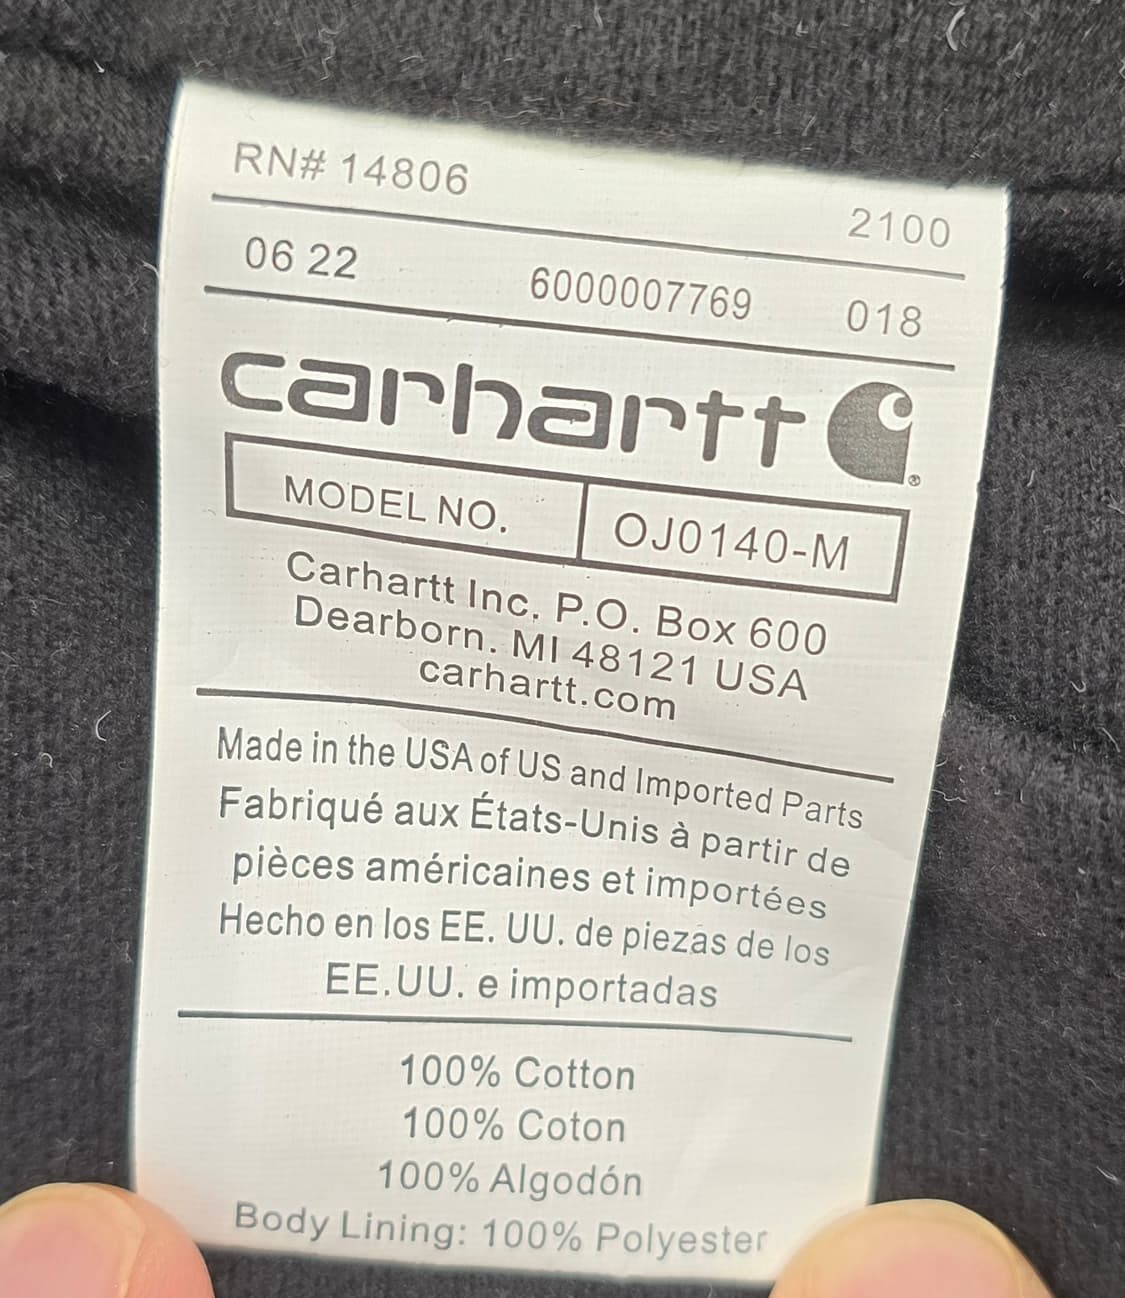 RN# 14806
2100
06 22 6000007769 018
carhartt
MODEL NO. OJ0140-M
Carhartt Inc. P.O. Box 600
Dearborn. MI 48121 USA
carhartt.com
Made in the USA of US and Imported Parts
Fabriqué aux États-Unis à partir de
pièces américaines et importées
Hecho en los EE. UU. de piezas de los
EE.UU. e importadas
100% Cotton
100% Coton
100% Algodón
Body Lining: 100% Polyester